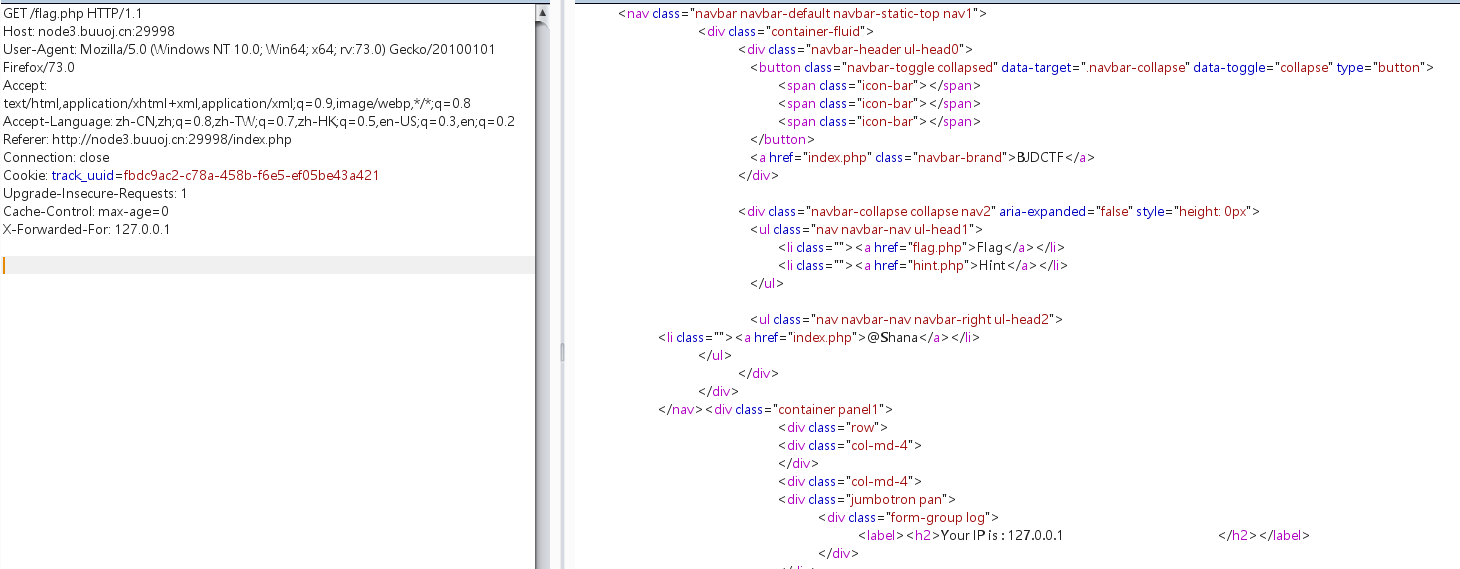 GET /flag.php HTTP/1.1
Host: node3.buuoj.cn:29998
User-Agent: Mozilla/5.0 (Windows NT 10.0; Win64; x64; rv:73.0) Gecko/20100101
Firefox/73.0
Accept:
text/html,application/xhtml+xml,application/xml;q=0.9,image/webp,*/*;q=0.8
Accept-Language: zh-CN,zh;q=0.8,zh-TW;q=0.7,zh-HK;q=0.5,en-US;q=0.3,en;q=0.2
Referer: http://node3.buuoj.cn:29998/index.php
Connection: close
Cookie: track_uuid=fbdc9ac2-c78a-458b-f6e5-ef05be43a421
Upgrade-Insecure-Requests: 1
Cache-Control: max-age=0
X-Forwarded-For: 127.0.0.1
<nav class="navbar navbar-default navbar-static-top nav1">
<div class="container-fluid">
<div class="navbar-header ul-head0">
<button class="navbar-toggle collapsed" data-target=".navbar-collapse" data-toggle="collapse" type="button">
<span class="icon-bar"></span>
<span class="icon-bar"></span>
<span class="icon-bar"></span>
</button>
<a href="index.php" class="navbar-brand">BJDCTF</a>
</div>
<div class="navbar-collapse collapse nav2" aria-expanded="false" style="height: 0px">
<ul class="nav navbar-nav ul-head1">
<li class=""><a href="flag.php">Flag</a></li>
<li class=""><a href="hint.php">Hint</a></li>
</ul>
<ul class="nav navbar-nav navbar-right ul-head2">
<li class=""><a href="index.php">@Shana</a></li>
</ul>
</div>
</div>
</nav><div class="container panel1">
<div class="row">
<div class="col-md-4">
</div>
<div class="col-md-4">
<div class="jumbotron pan">
<div class="form-group log">
<label><h2>Your IP is : 127.0.0.1 </h2></label>
</div>